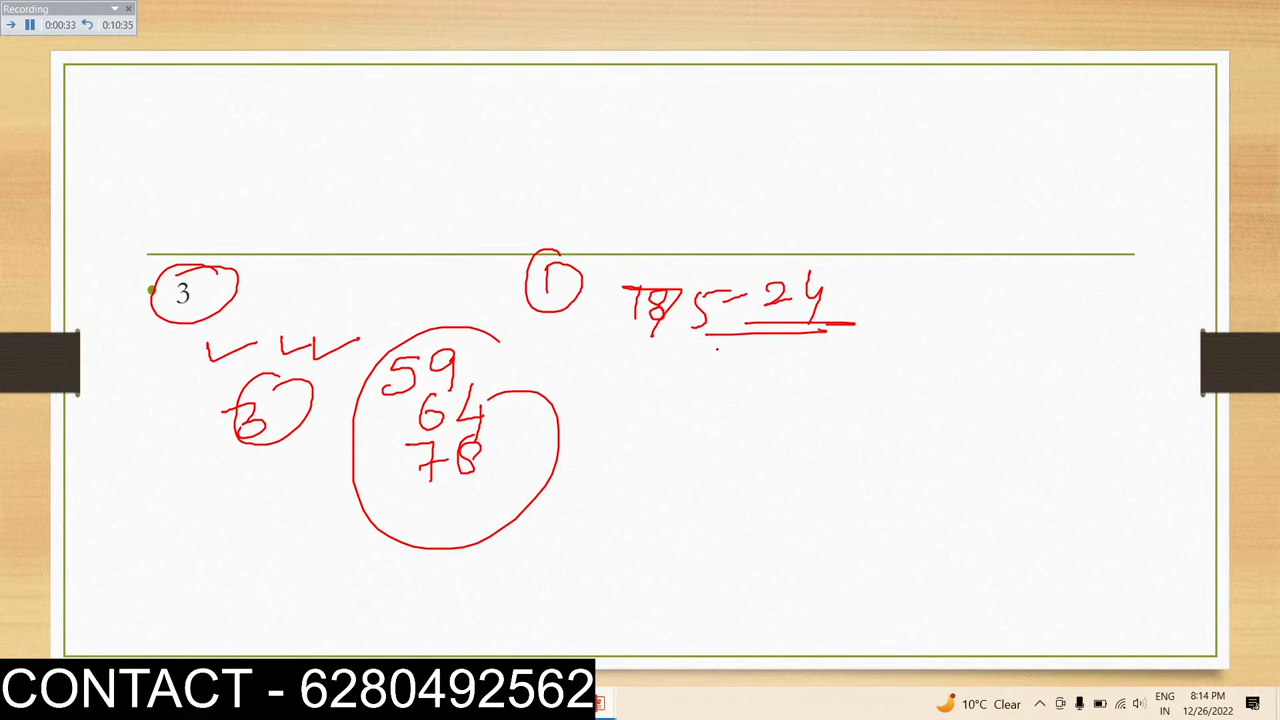 Recording
0:00:33 0:10:35
3
1
5 - 24
3
59
64
78
CONTACT - 6280492562
10°C Clear
ENG
IN
8:14 PM
12/26/2022